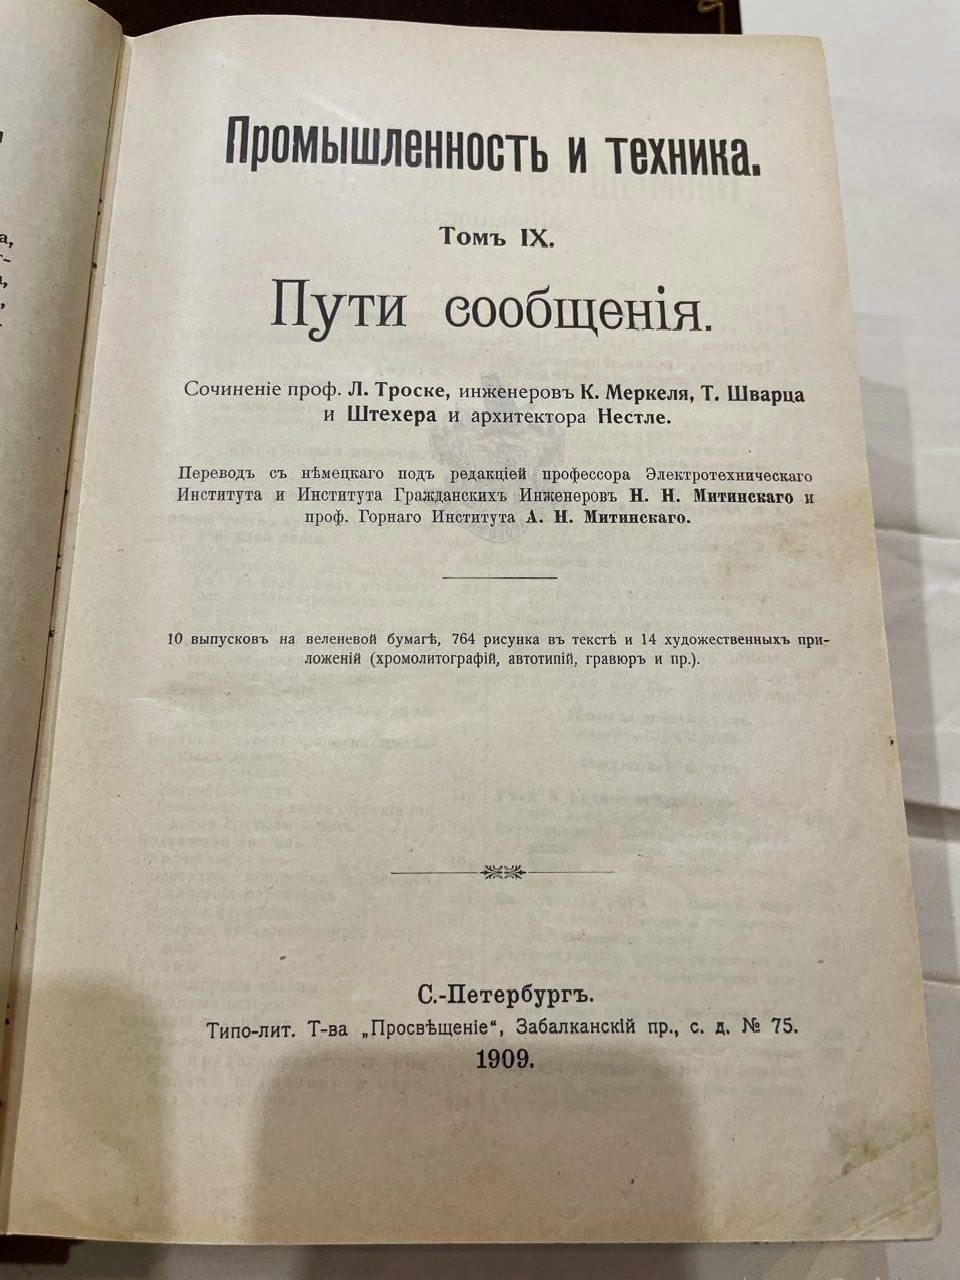 Промышленность и техника.
Томъ IX.
Пути сообщенія.
Сочиненіе проф. Л. Троске, инженеровъ К. Меркеля, Т. Шварца
и Штехера и архитектора Нестле.
Переводъ съ нѣмецкаго подъ редакціей профессора Электротехническаго
Института и Института Гражданскихъ Инженеровъ Н. Н. Митинскаго и
проф. Горнаго Института А. Н. Митинскаго.
10 выпусковъ на веленевой бумагѣ, 764 рисунка въ текстѣ и 14 художественныхъ при-
ложеній (хромолитографій, автотипій, гравюръ и пр.).
С.-Петербургъ.
Типо-лит. Т-ва „Просвѣщеніе“, Забалканскій пр., с. д. № 75.
1909.